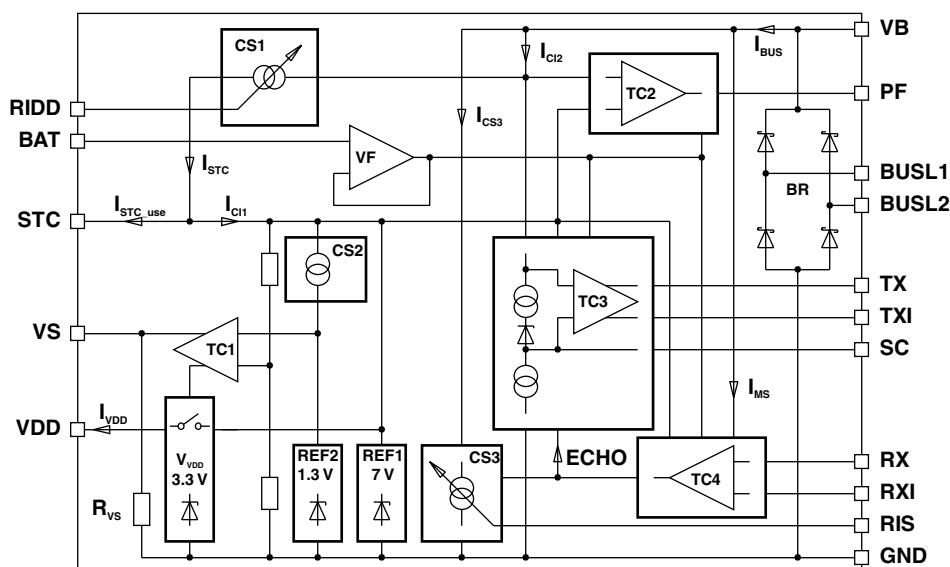 VB
CS1
I_BUS
I_CI2
TC2
PF
RIDD
I_CS3
BAT
VF
I_STC
BUSL1
BR
BUSL2
I_STC_use
I_CI1
STC
CS2
TX
TC3
TXI
VS
TC1
SC
I_MS
I_VDD
VDD
ECHO
CS3
REF2
REF1
V_VDD
1.3 V
7 V
3.3 V
TC4
RX
RXI
R_VS
RIS
GND